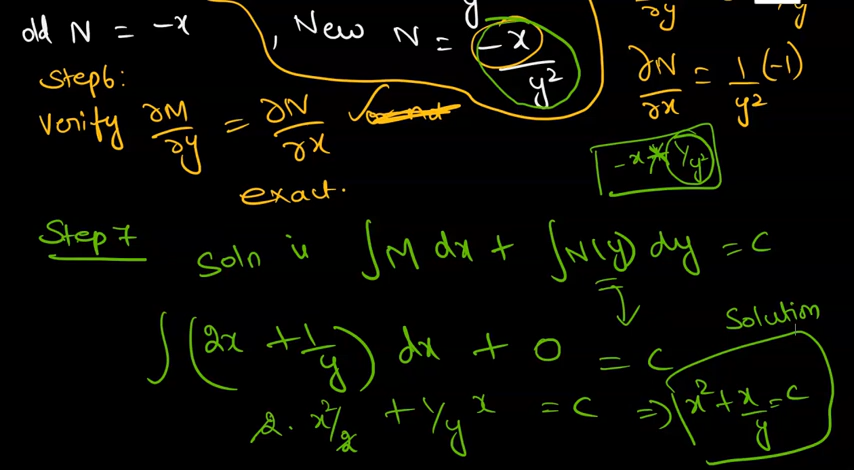 old N = -x , New N = -x/y²
∂N/∂x = 1/y² (-1)
Step6:
Verify ∂M/∂y = ∂N/∂x
-x * 1/y²
exact.
Step 7 Soln is ∫M dx + ∫N(y) dy = C
∫(2x + 1/y) dx + 0 = C
Solution
2. x²/2 + 1/y x = C ⇒ x² + x/y = C